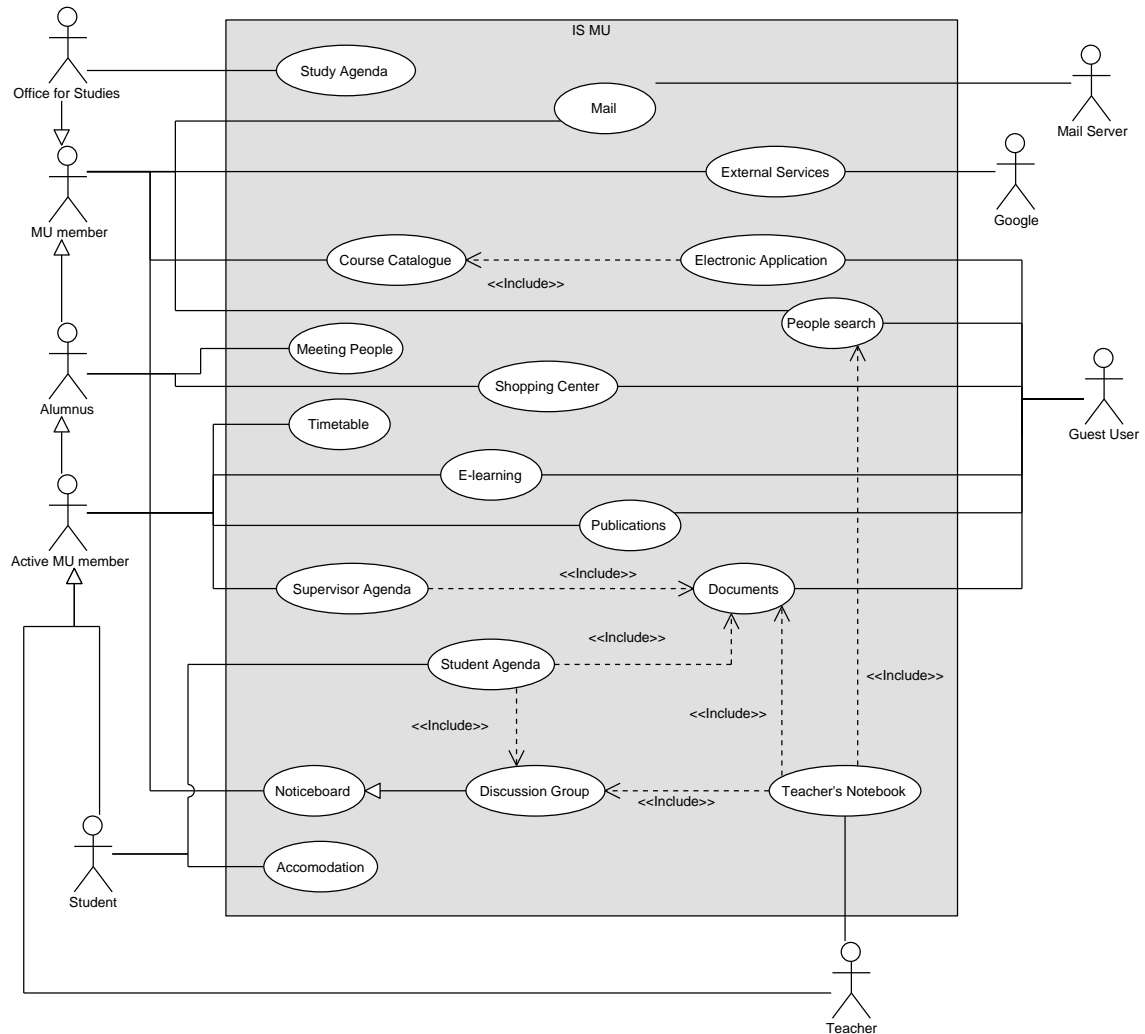 IS MU
Office for Studies
Study Agenda
Mail
Mail Server
MU member
External Services
Google
Course Catalogue
<<Include>>
Electronic Application
People search
Alumnus
Meeting People
Shopping Center
Guest User
Timetable
E-learning
Publications
Active MU member
Supervisor Agenda
<<Include>>
Documents
Student Agenda
<<Include>>
<<Include>>
<<Include>>
<<Include>>
Noticeboard
Discussion Group
<<Include>>
Teacher's Notebook
Accomodation
Student
Teacher